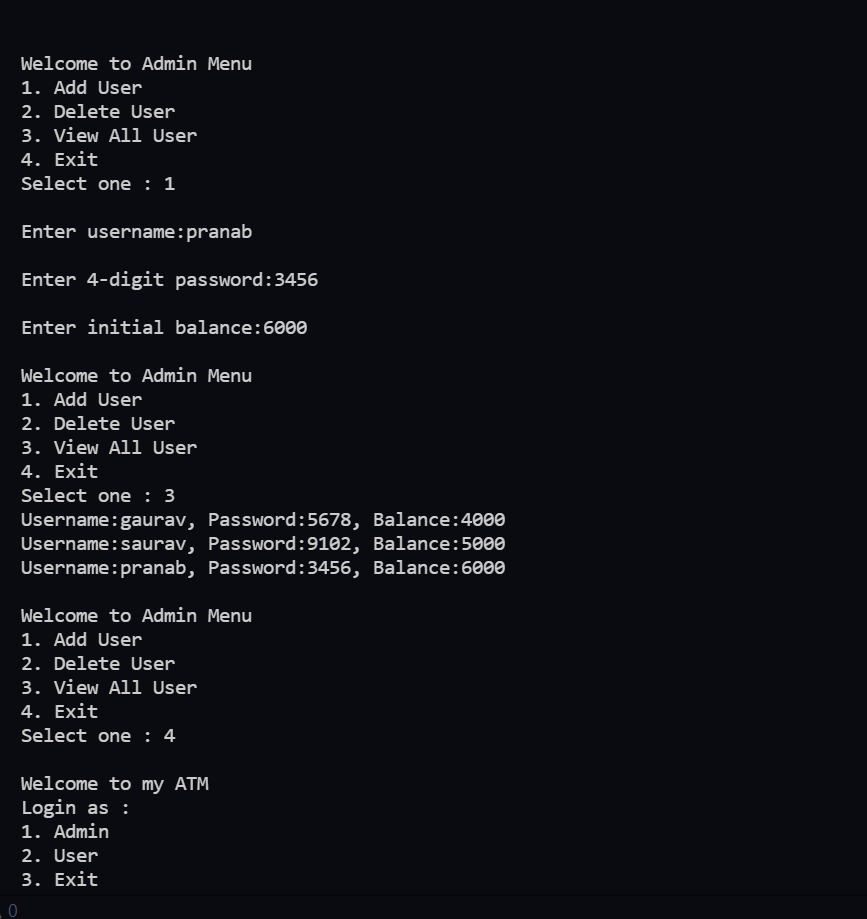 Welcome to Admin Menu
1. Add User
2. Delete User
3. View All User
4. Exit
Select one : 1
Enter username:pranab
Enter 4-digit password:3456
Enter initial balance:6000
Welcome to Admin Menu
1. Add User
2. Delete User
3. View All User
4. Exit
Select one : 3
Username:gaurav, Password:5678, Balance:4000
Username:saurav, Password:9102, Balance:5000
Username:pranab, Password:3456, Balance:6000
Welcome to Admin Menu
1. Add User
2. Delete User
3. View All User
4. Exit
Select one : 4
Welcome to my ATM
Login as :
1. Admin
2. User
3. Exit
0